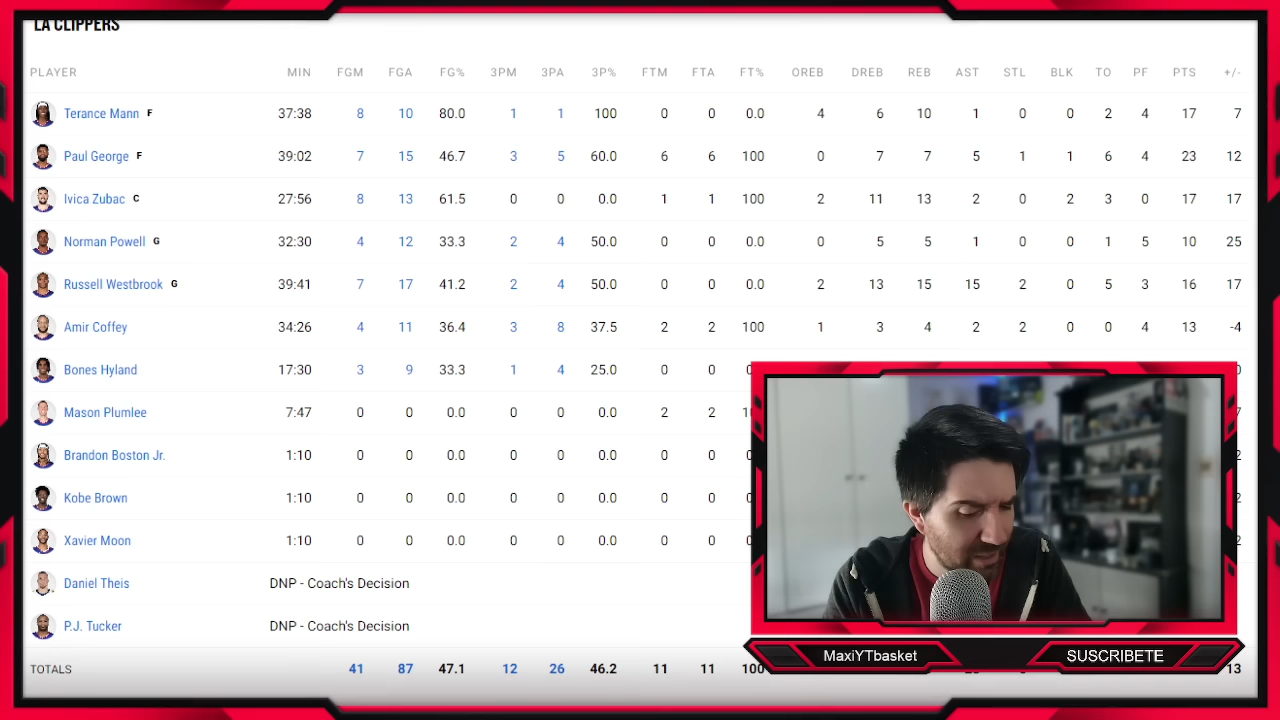 LA CLIPPERS
PLAYER MIN FGM FGA FG% 3PM 3PA 3P% FTM FTA FT% OREB DREB REB AST STL BLK TO PF PTS +/-
Terance Mann F 37:38 8 10 80.0 1 1 100 0 0 0.0 4 6 10 1 0 0 2 4 17 7
Paul George F 39:02 7 15 46.7 3 5 60.0 6 6 100 0 7 7 5 1 1 6 4 23 12
Ivica Zubac C 27:56 8 13 61.5 0 0 0.0 1 1 100 2 11 13 2 0 2 3 0 17 17
Norman Powell G 32:30 4 12 33.3 2 4 50.0 0 0 0.0 0 5 5 1 0 0 1 5 10 25
Russell Westbrook G 39:41 7 17 41.2 2 4 50.0 0 0 0.0 2 13 15 15 2 0 5 3 16 17
Amir Coffey 34:26 4 11 36.4 3 8 37.5 2 2 100 1 3 4 2 2 0 0 4 13 -4
Bones Hyland 17:30 3 9 33.3 1 4 25.0 0 0
Mason Plumlee 7:47 0 0 0.0 0 0 0.0 2 2
Brandon Boston Jr. 1:10 0 0 0.0 0 0 0.0 0 0
Kobe Brown 1:10 0 0 0.0 0 0 0.0 0 0
Xavier Moon 1:10 0 0 0.0 0 0 0.0 0 0
Daniel Theis DNP - Coach's Decision
P.J. Tucker DNP - Coach's Decision
TOTALS 41 87 47.1 12 26 46.2 11 11 100 13
MaxiYTbasket SUSCRIBETE